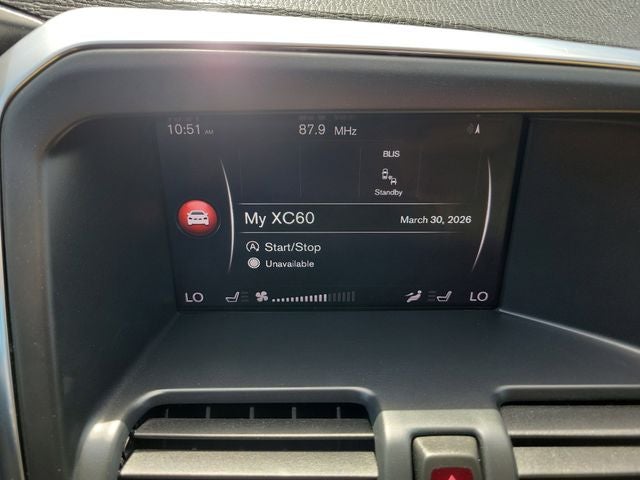 10:51 AM 87.9 MHz
BLIS
Standby
My XC60 March 30, 2026
Start/Stop
Unavailable
LO LO